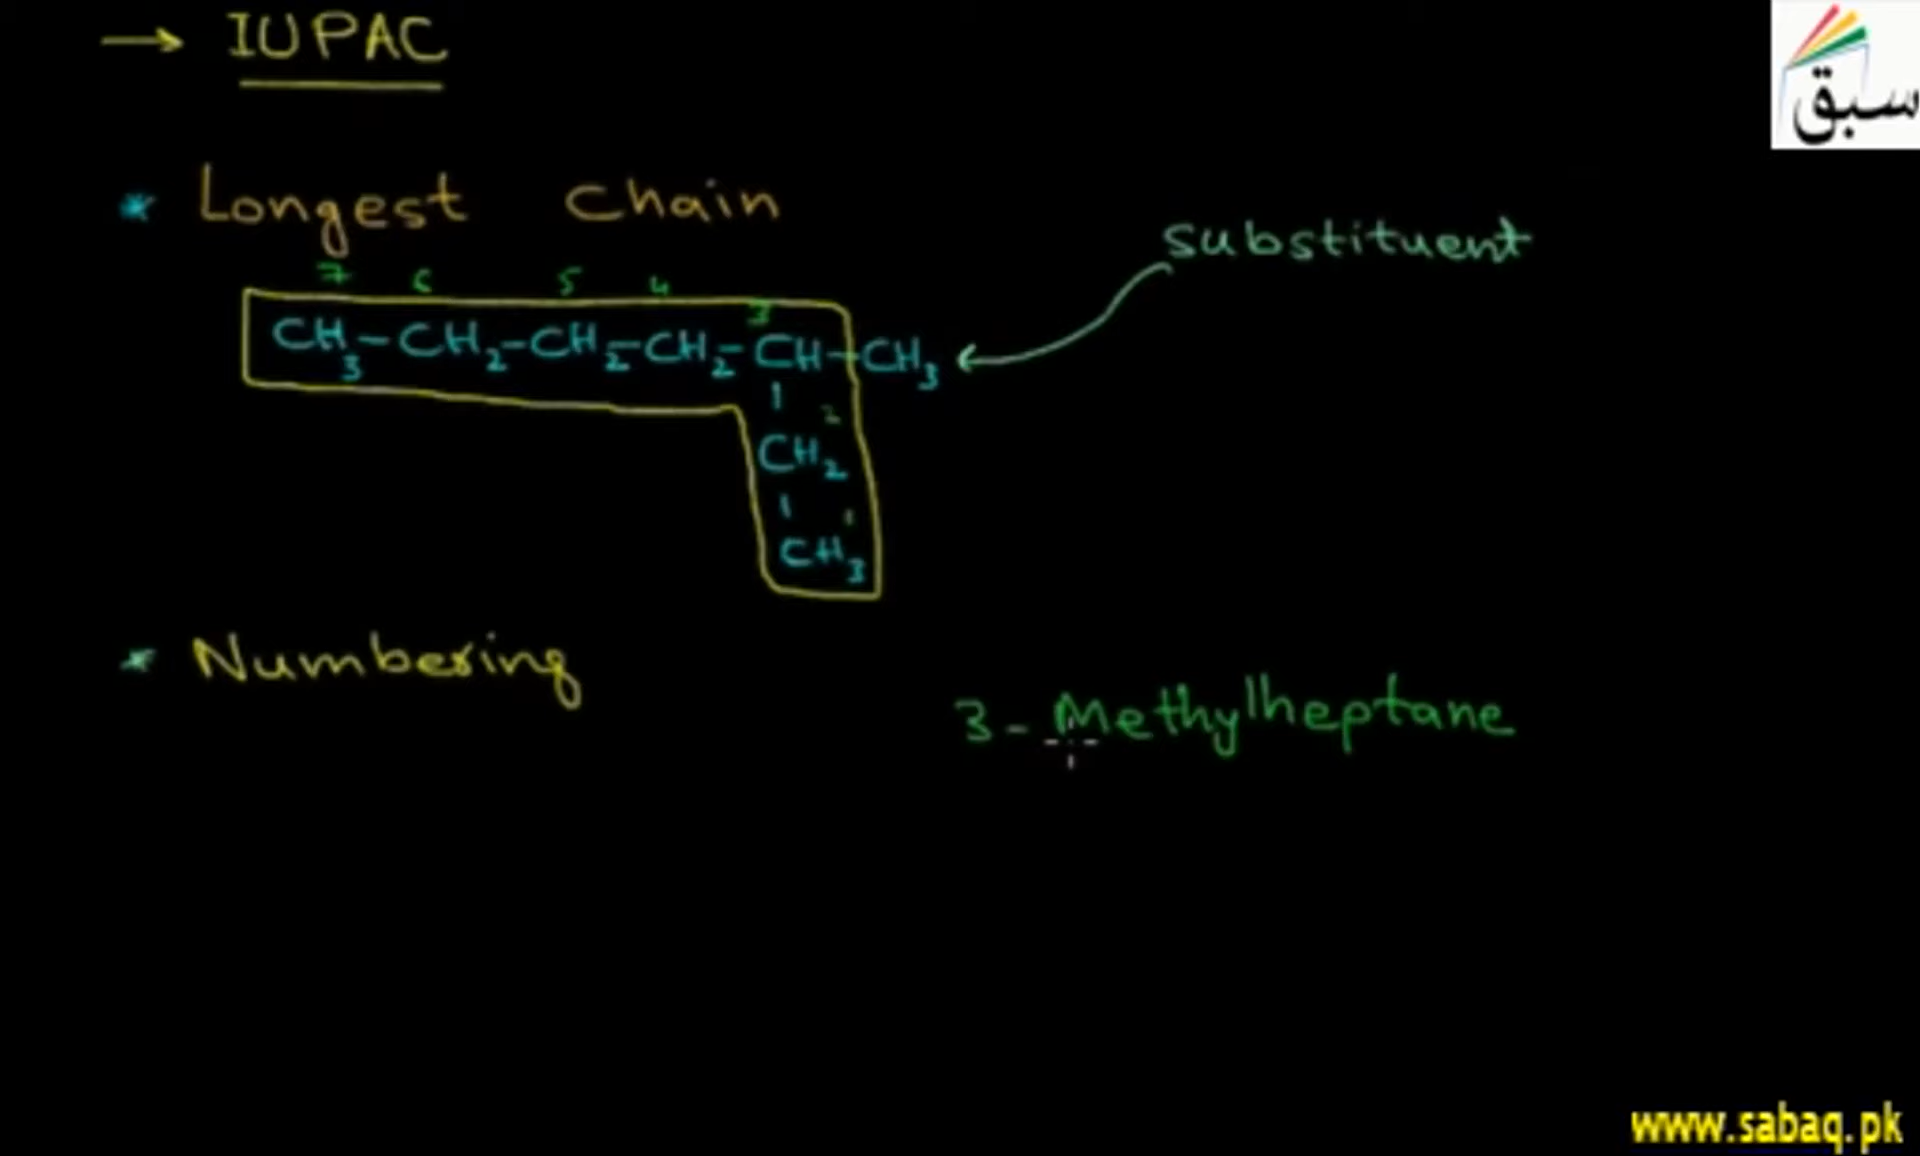 → IUPAC
سبق
* Longest Chain
substituent
7 6 5 4 3
CH₃-CH₂-CH₂-CH₂-CH-CH₃
2
CH₂
1
CH₃
* Numbering
3-Methylheptane
www.sabaq.pk